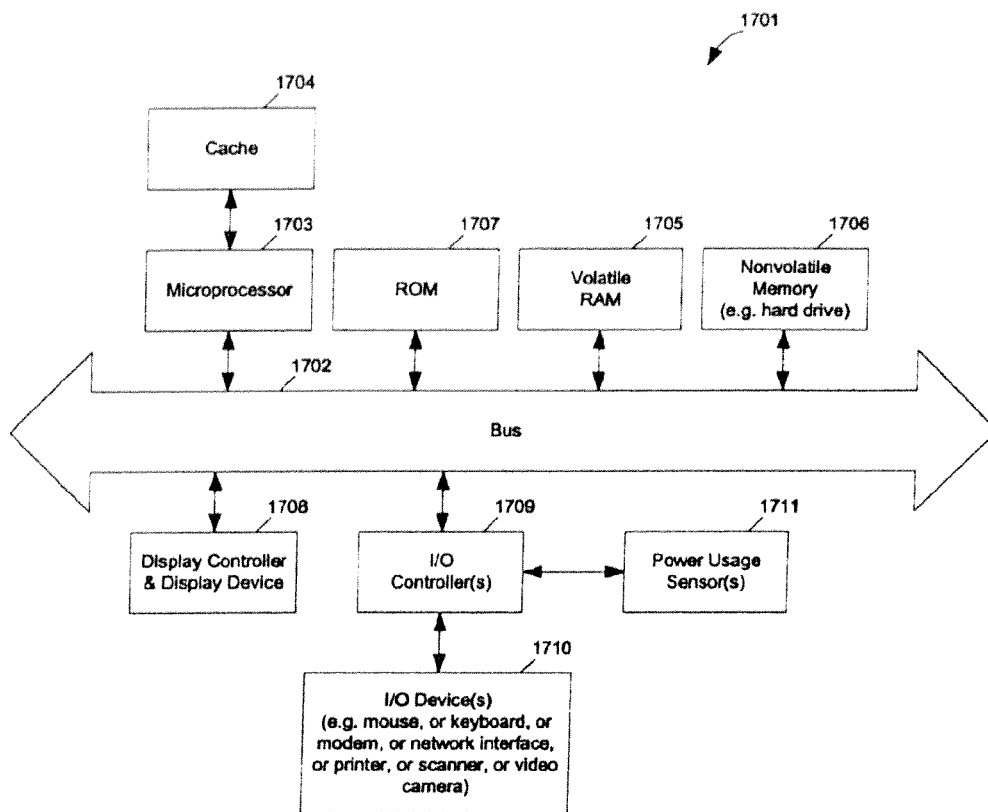 1701
1704
Cache
1703
1707
1705
1706
Microprocessor
ROM
Volatile
RAM
Nonvolatile
Memory
(e.g. hard drive)
1702
Bus
1708
1709
1711
Display Controller
& Display Device
I/O
Controller(s)
Power Usage
Sensor(s)
1710
I/O Device(s)
(e.g. mouse, or keyboard, or
modem, or network interface,
or printer, or scanner, or video
camera)